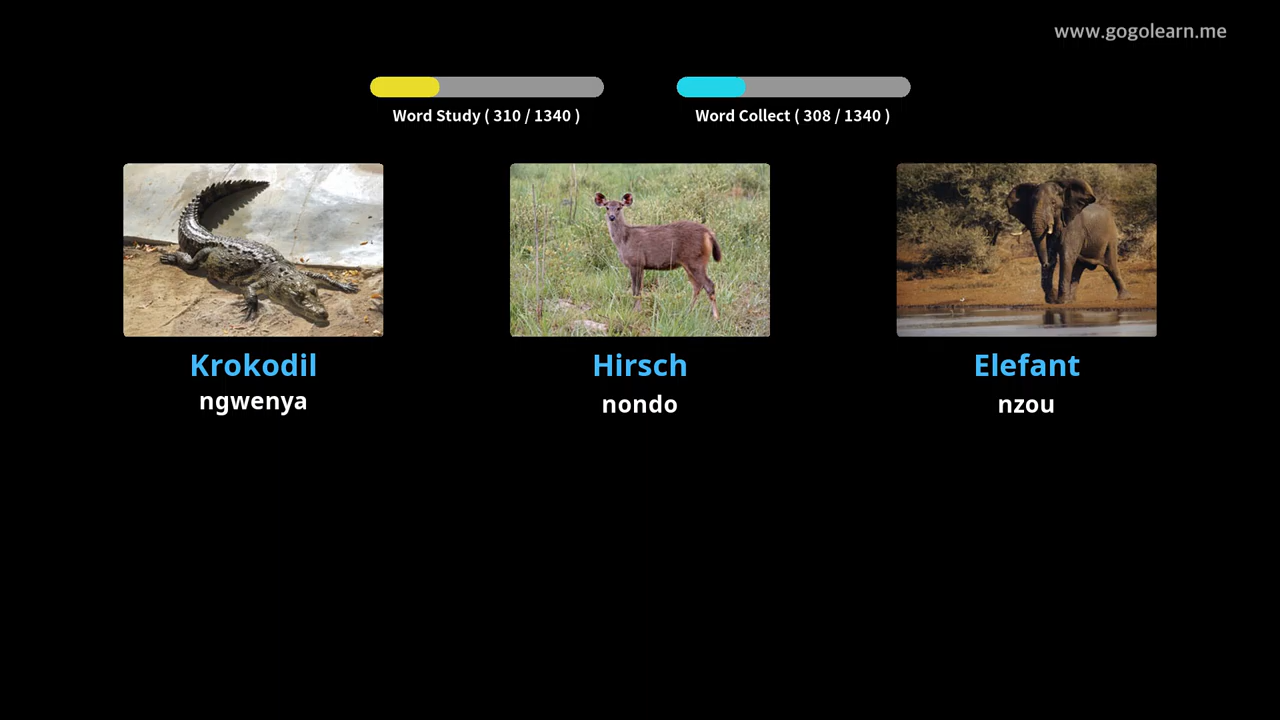 www.gogolearn.me
Word Study ( 310 / 1340 )
Word Collect ( 308 / 1340 )
Krokodil
ngwenya
Hirsch
nondo
Elefant
nzou